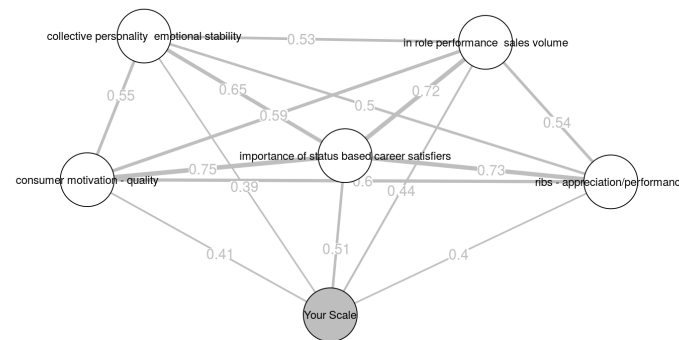 collective personality  emotional stability
0.53
in role performance  sales volume
0.55
0.65
0.59
0.5
0.72
0.54
importance of status based career satisfiers
consumer motivation - quality
0.75
0.39
0.6
0.44
0.73
ribs - appreciation/performanc
0.41
0.51
0.4
Your Scale